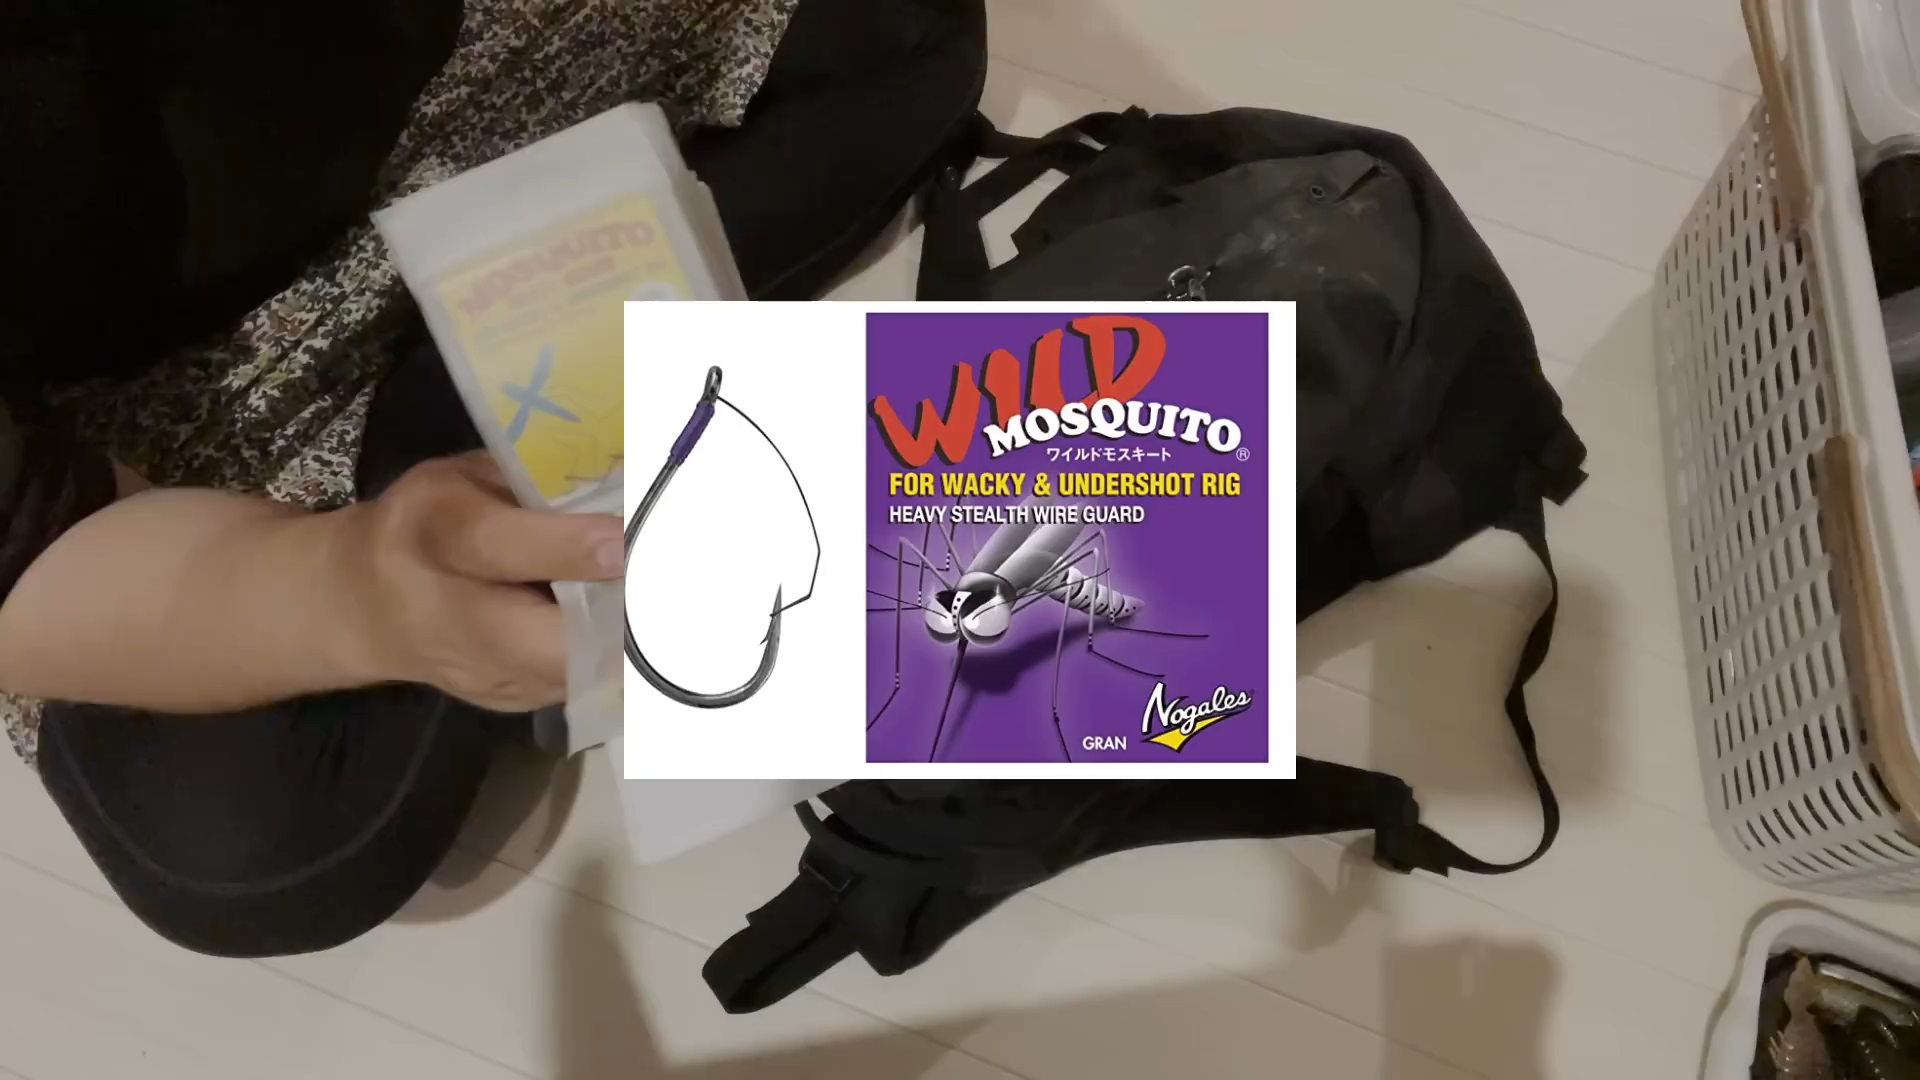 MOSQUITO
WILD
MOSQUITO®
ワイルドモスキート
FOR WACKY & UNDERSHOT RIG
HEAVY STEALTH WIRE GUARD
Nogales
GRAN